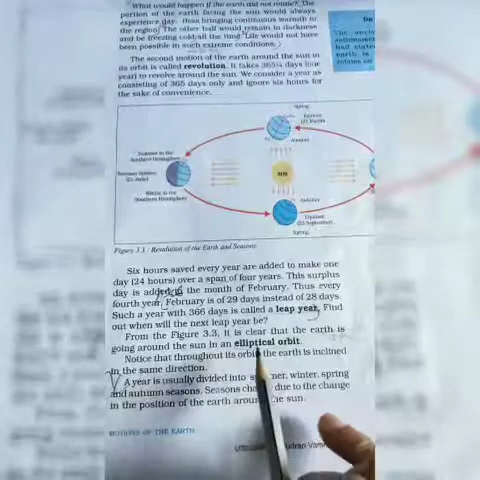 What would happen if the earth did not rotate? The
portion of the earth facing the sun would always
experience day, thus bringing continuous warmth to
the region. The other half would remain in darkness
and be freezing cold all the time. Life would not have
been possible in such extreme conditions.
The second motion of the earth around the sun in
its orbit is called revolution. It takes 365¼ days (one
year) to revolve around the sun. We consider a year as
consisting of 365 days only and ignore six hours for
the sake of convenience.
Spring
Equinox
(21 March)
Autumn
Summer in the
Northern Hemisphere
Summer Solstice
(21 June)
Winter in the
Southern Hemisphere
SUN
Autumn
Equinox
(23 September)
Spring
Figure 3.3 : Revolution of the Earth and Seasons
Six hours saved every year are added to make one
day (24 hours) over a span of four years. This surplus
day is added to the month of February. Thus every
fourth year, February is of 29 days instead of 28 days.
Such a year with 366 days is called a leap year. Find
out when will the next leap year be?
From the Figure 3.3, it is clear that the earth is
going around the sun in an elliptical orbit.
Notice that throughout its orbit, the earth is inclined
in the same direction.
A year is usually divided into summer, winter, spring
and autumn seasons. Seasons due to the change
in the position of the earth around the sun.
MOTIONS OF THE EARTH